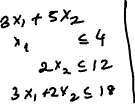 3x₁ + 5x₂
x₁ ≤ 4
2x₂ ≤ 12
3x₁ + 2x₂ ≤ 18